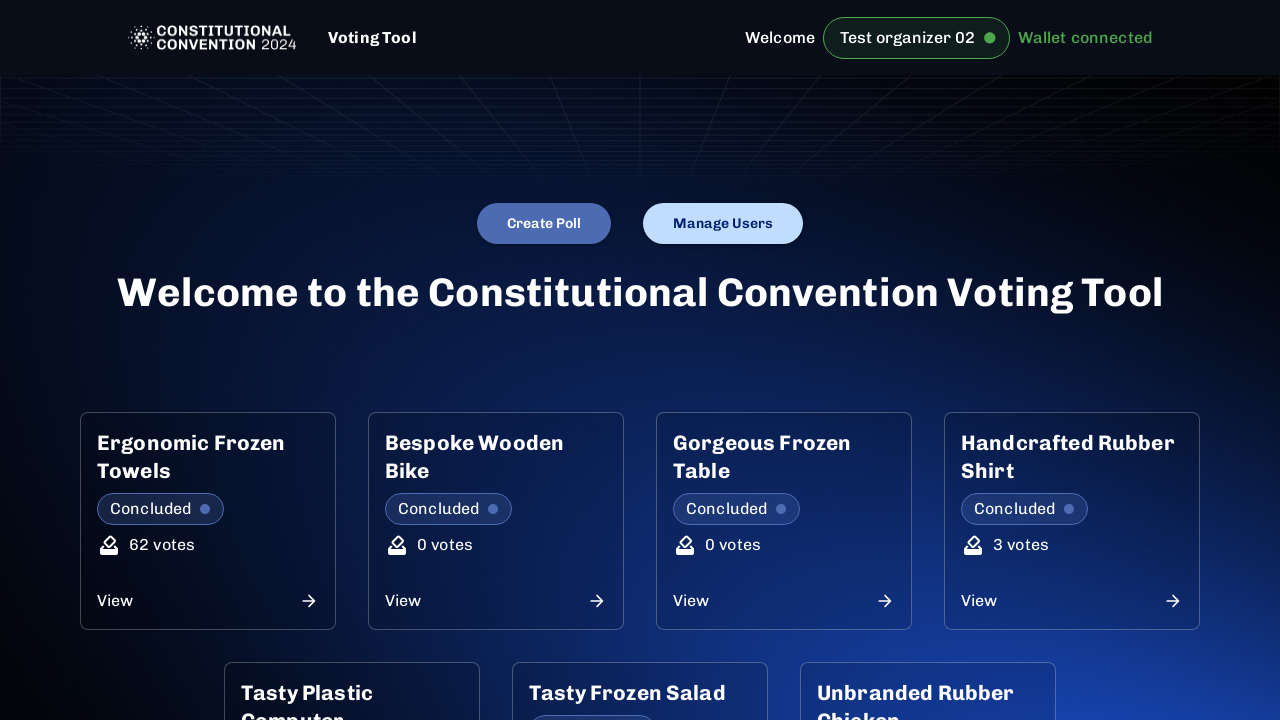 CONSTITUTIONAL
CONVENTION 2024
Voting Tool
Welcome
Test organizer 02
Wallet connected
Create Poll
Manage Users
Welcome to the Constitutional Convention Voting Tool
Ergonomic Frozen
Towels
Concluded
62 votes
View
Bespoke Wooden
Bike
Concluded
0 votes
View
Gorgeous Frozen
Table
Concluded
0 votes
View
Handcrafted Rubber
Shirt
Concluded
3 votes
View
Tasty Plastic
Computer
Tasty Frozen Salad
Unbranded Rubber
Chicken